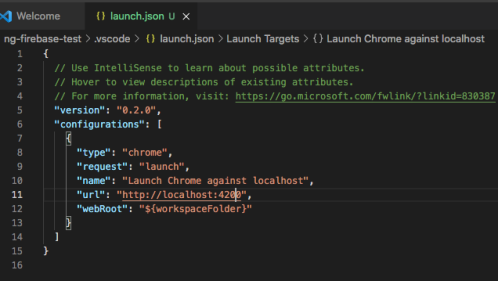 Welcome
{} launch.json U ×
ng-firebase-test > .vscode > {} launch.json > Launch Targets > {} Launch Chrome against localhost
1 {
2 // Use IntelliSense to learn about possible attributes.
3 // Hover to view descriptions of existing attributes.
4 // For more information, visit: https://go.microsoft.com/fwlink/?linkid=830387
5 "version": "0.2.0",
6 "configurations": [
7 {
8 "type": "chrome",
9 "request": "launch",
10 "name": "Launch Chrome against localhost",
11 "url": "http://localhost:4200",
12 "webRoot": "${workspaceFolder}"
13 }
14 ]
15 }
16